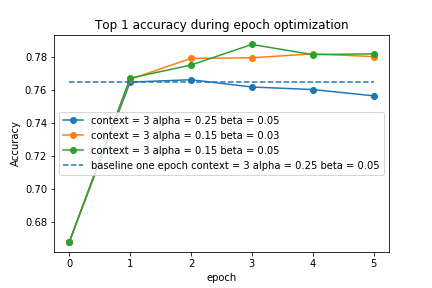 Top 1 accuracy during epoch optimization
0.78
0.76
0.74
0.72
0.70
0.68
Accuracy
context = 3 alpha = 0.25 beta = 0.05
context = 3 alpha = 0.15 beta = 0.03
context = 3 alpha = 0.15 beta = 0.05
baseline one epoch context = 3 alpha = 0.25 beta = 0.05
0 1 2 3 4 5
epoch